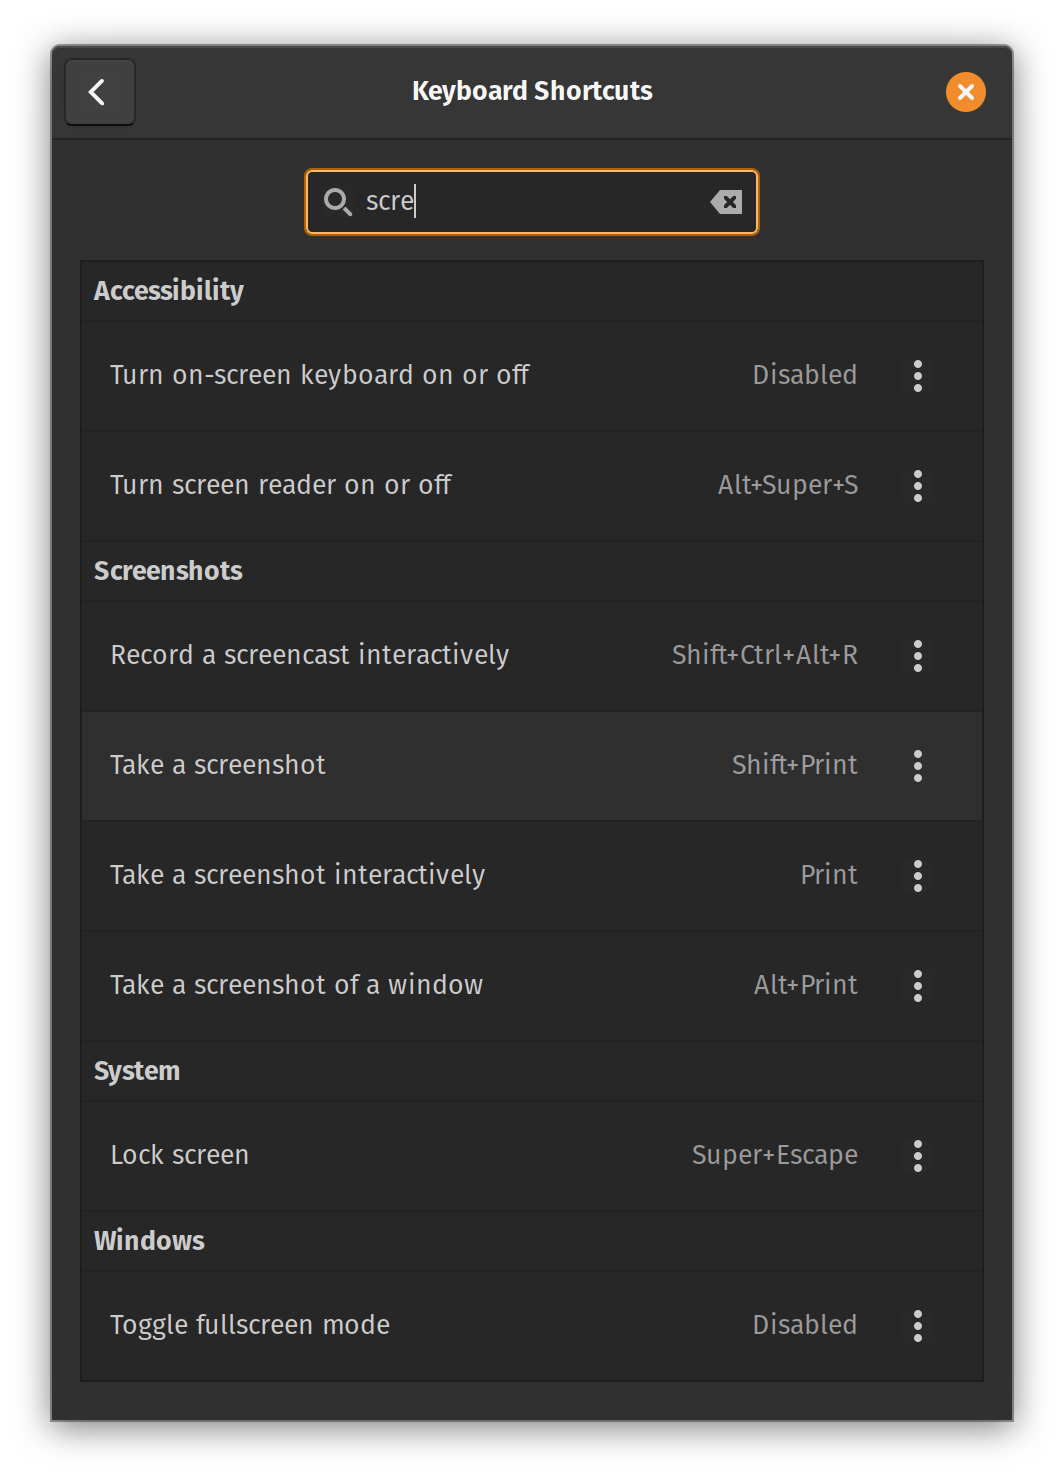 Keyboard Shortcuts
scre
Accessibility
Turn on-screen keyboard on or off Disabled
Turn screen reader on or off Alt+Super+S
Screenshots
Record a screencast interactively Shift+Ctrl+Alt+R
Take a screenshot Shift+Print
Take a screenshot interactively Print
Take a screenshot of a window Alt+Print
System
Lock screen Super+Escape
Windows
Toggle fullscreen mode Disabled